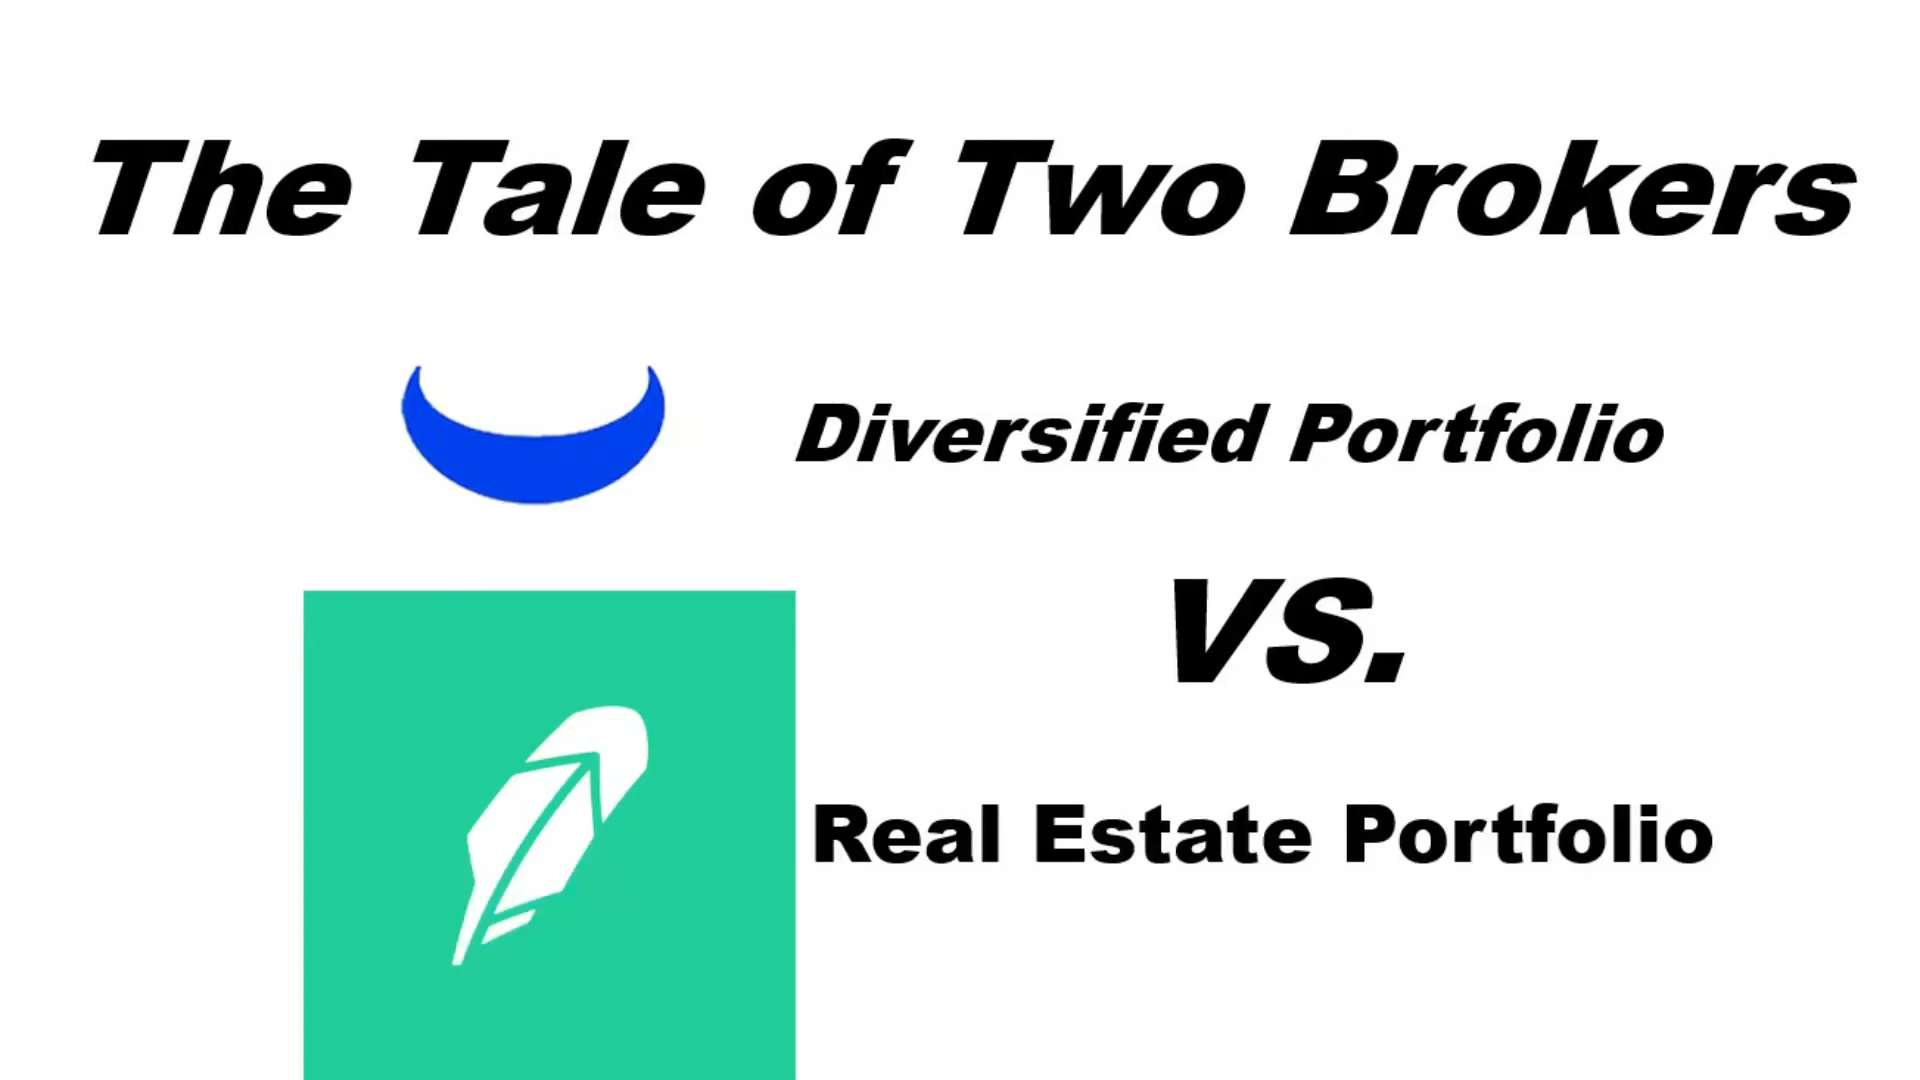 The Tale of Two Brokers
Diversified Portfolio
vs.
Real Estate Portfolio